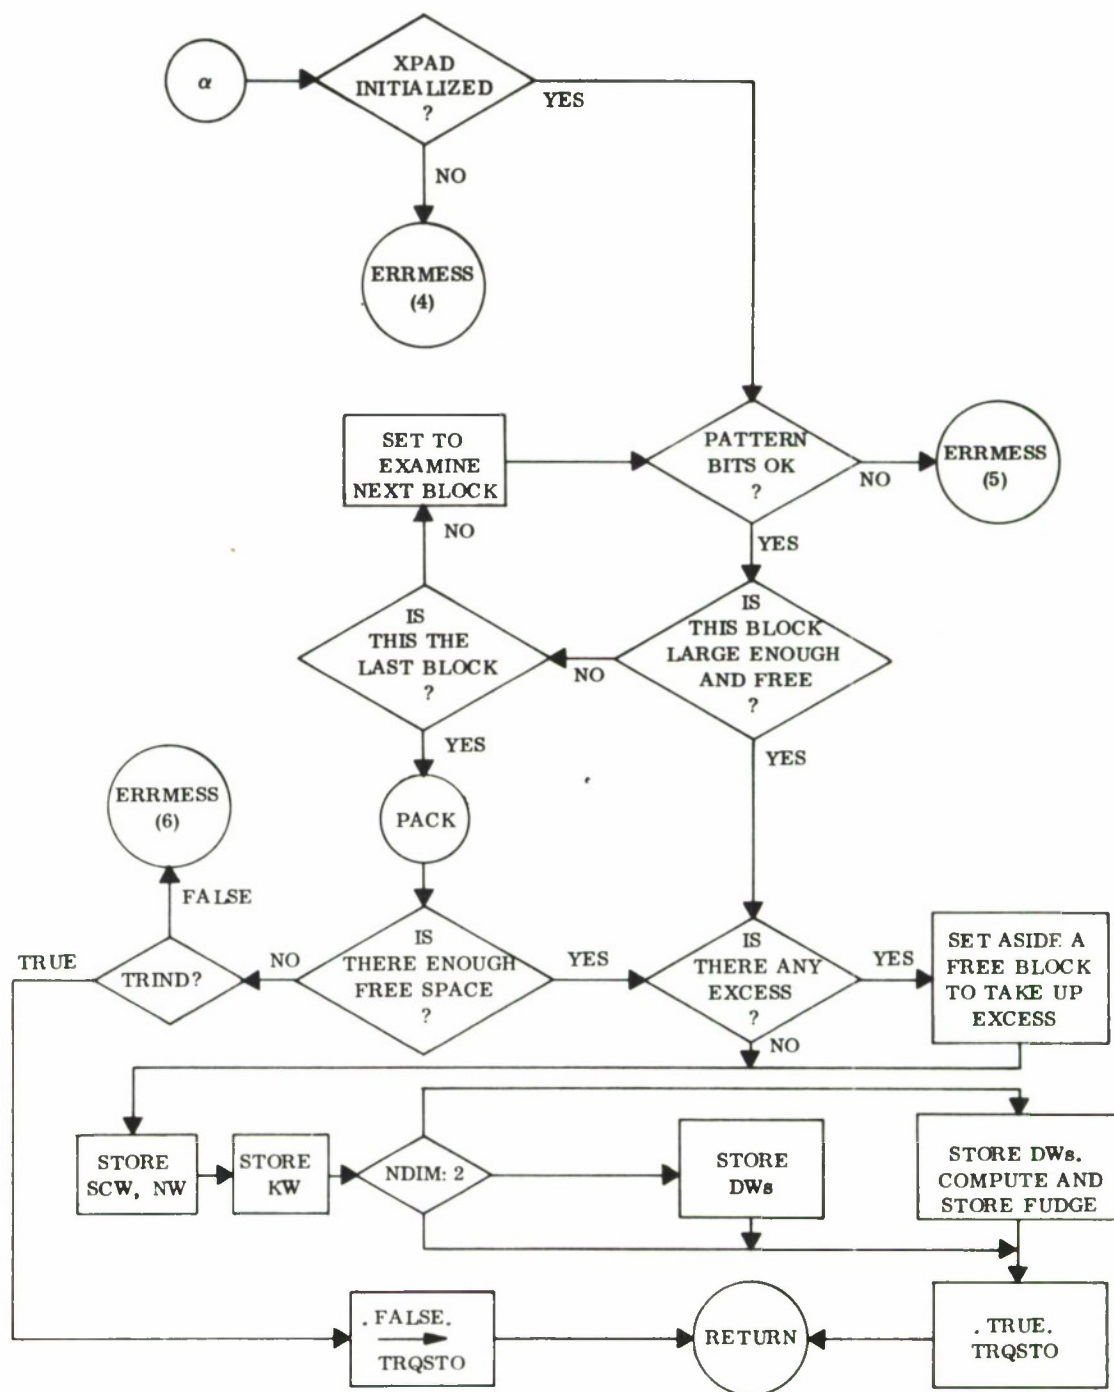 α
XPAD
INITIALIZED
?
YES
NO
ERRMESS
(4)
SET TO
EXAMINE
NEXT BLOCK
PATTERN
BITS OK
?
NO
ERRMESS
(5)
NO
YES
IS
THIS THE
LAST BLOCK
?
NO
IS
THIS BLOCK
LARGE ENOUGH
AND FREE
?
YES
YES
ERRMESS
(6)
PACK
FALSE
TRUE
TRIND?
NO
IS
THERE ENOUGH
FREE SPACE
?
YES
IS
THERE ANY
EXCESS
?
YES
SET ASIDE A
FREE BLOCK
TO TAKE UP
EXCESS
NO
STORE
SCW, NW
STORE
KW
NDIM: 2
STORE
DWs
STORE DWs.
COMPUTE AND
STORE FUDGE
. FALSE.
TRQSTO
RETURN
. TRUE.
TRQSTO